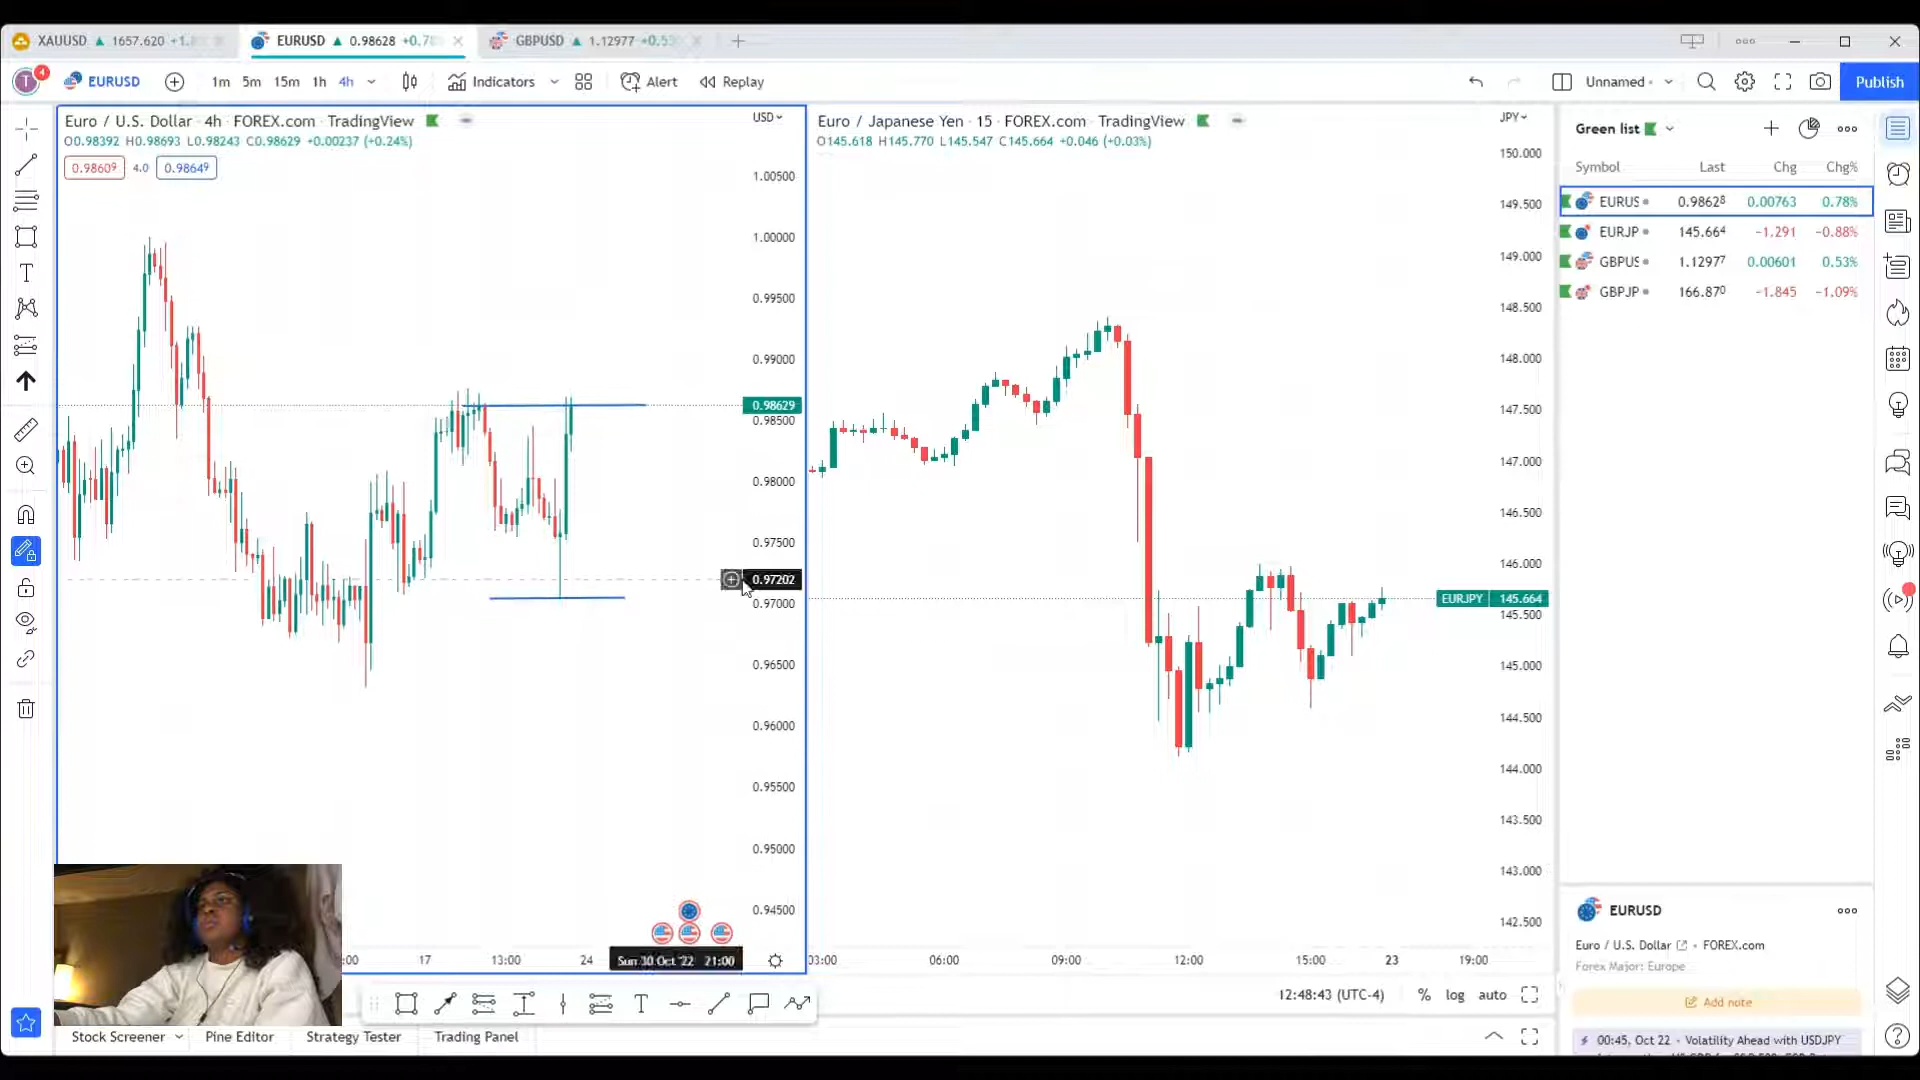 XAUUSD 1657.620
EURUSD 0.98628
GBPUSD 1.12977
T 4 EURUSD 1m 5m 15m 1h 4h Indicators Alert Replay Unnamed Publish
Euro / U.S. Dollar · 4h · FOREX.com · TradingView
USD
O0.98392 H0.98693 L0.98243 C0.98629 +0.00237 (+0.24%)
0.98609 4.0 0.98649
1.00500
1.00000
0.99500
0.99000
0.98629
0.98500
0.98000
0.97500
0.97202
0.97000
0.96500
0.96000
0.95500
0.95000
0.94500
17 13:00 24 Sun 30 Oct '22 21:00
Euro / Japanese Yen · 15 · FOREX.com · TradingView
JPY
O145.618 H145.770 L145.547 C145.664 +0.046 (+0.03%)
150.000
149.500
149.000
148.500
148.000
147.500
147.000
146.500
146.000
EURJPY 145.664
145.500
145.000
144.500
144.000
143.500
143.000
142.500
03:00 06:00 09:00 12:00 15:00 23 19:00
12:48:43 (UTC-4) % log auto
Green list
Symbol Last Chg Chg%
EURUS 0.98628 0.00763 0.78%
EURJP 145.664 −1.291 −0.88%
GBPUS 1.12977 0.00601 0.53%
GBPJP 166.870 −1.845 −1.09%
EURUSD
Euro / U.S. Dollar · FOREX.com
Forex Major: Europe
Add note
00:45, Oct 22 · Volatility Ahead with USDJPY
Stock Screener Pine Editor Strategy Tester Trading Panel